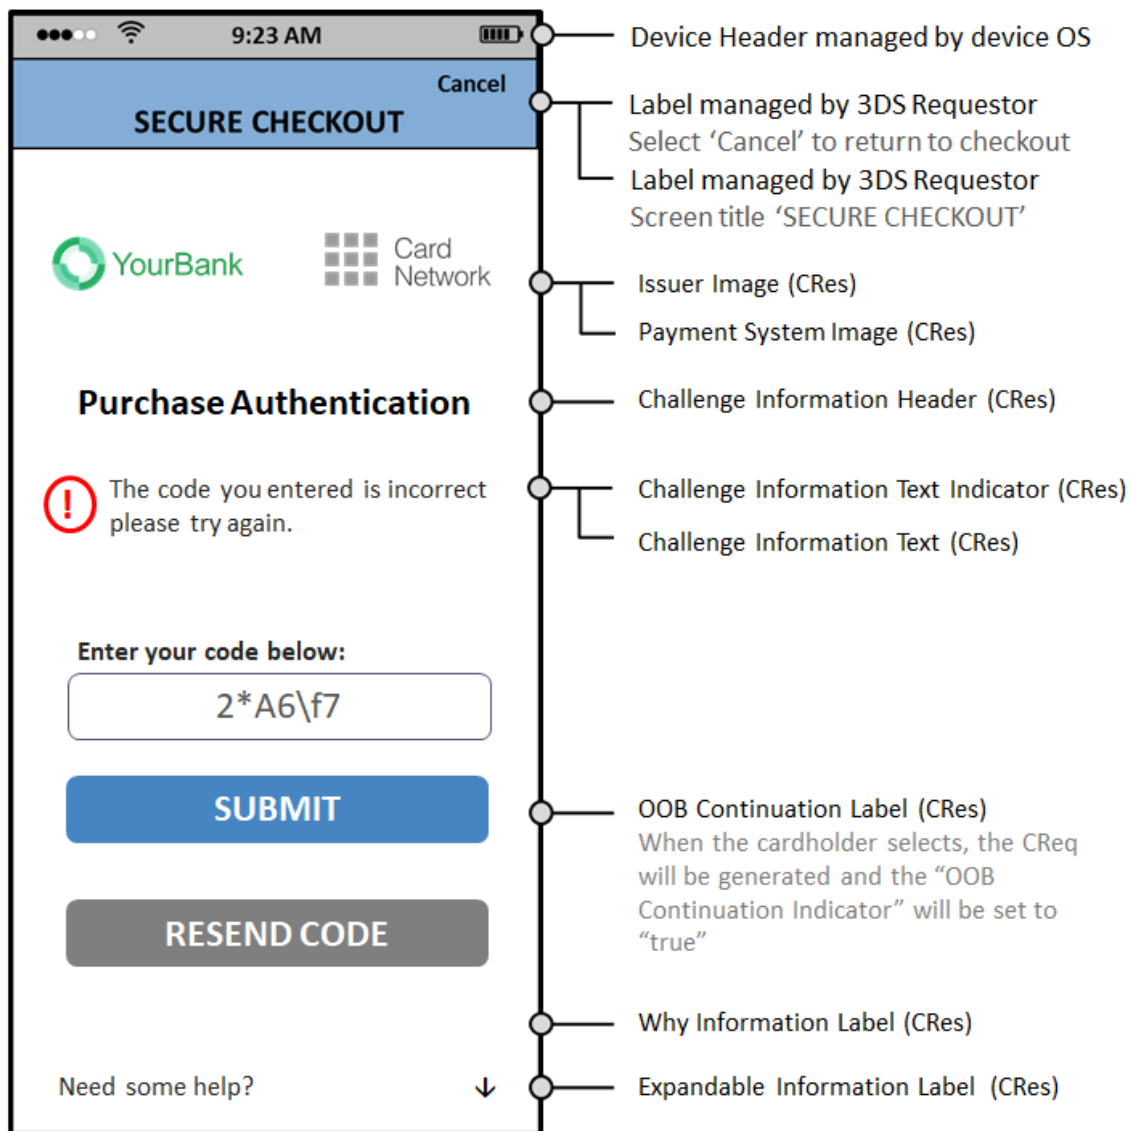 9:23 AM
Device Header managed by device OS
Cancel
SECURE CHECKOUT
Label managed by 3DS Requestor
Select ‘Cancel’ to return to checkout
Label managed by 3DS Requestor
Screen title ‘SECURE CHECKOUT’
YourBank
Card
Network
Issuer Image (CRes)
Payment System Image (CRes)
Purchase Authentication
Challenge Information Header (CRes)
!
The code you entered is incorrect
please try again.
Challenge Information Text Indicator (CRes)
Challenge Information Text (CRes)
Enter your code below:
2*A6\f7
SUBMIT
OOB Continuation Label (CRes)
When the cardholder selects, the CReq
will be generated and the “OOB
Continuation Indicator” will be set to
“true”
RESEND CODE
Why Information Label (CRes)
Need some help?
Expandable Information Label (CRes)